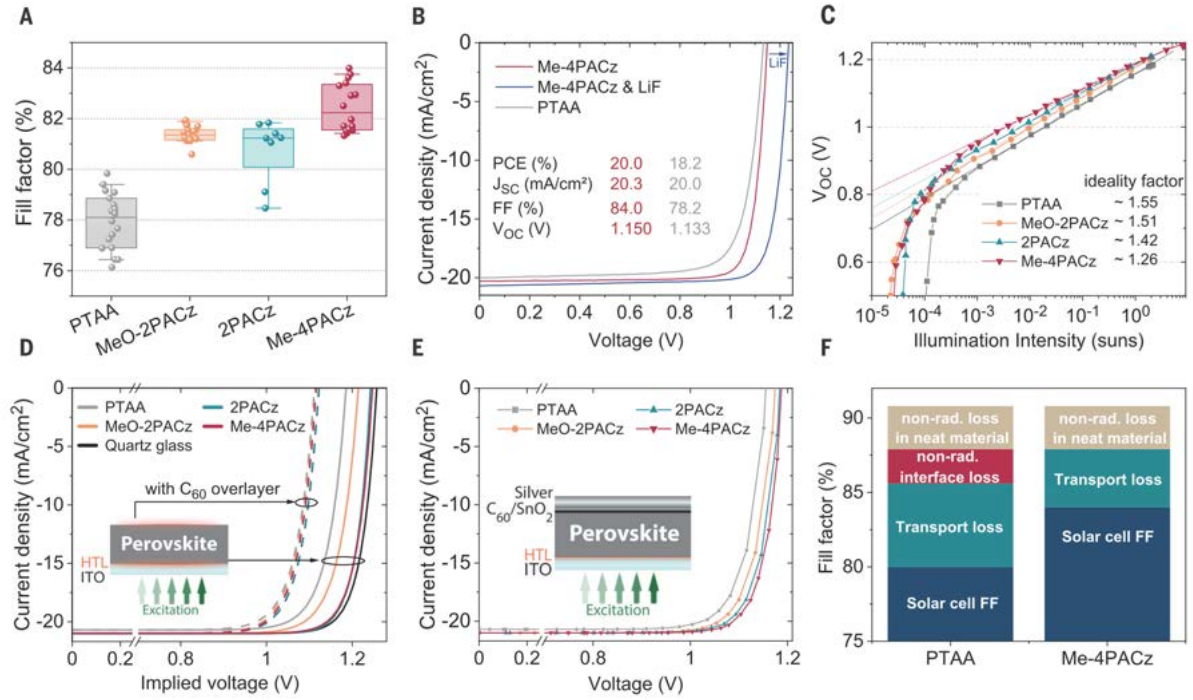 A
Fill factor (%)
84
82
80
78
76
PTAA
MeO-2PACz
2PACz
Me-4PACz
B
Current density (mA/cm²)
0
-5
-10
-15
-20
LiF
Me-4PACz
Me-4PACz & LiF
PTAA
PCE (%) 20.0 18.2
JSC (mA/cm²) 20.3 20.0
FF (%) 84.0 78.2
VOC (V) 1.150 1.133
0.0 0.2 0.4 0.6 0.8 1 1.2
Voltage (V)
C
VOC (V)
1.2
1.0
0.8
0.6
ideality factor
PTAA ~ 1.55
MeO-2PACz ~ 1.51
2PACz ~ 1.42
Me-4PACz ~ 1.26
10-5 10-4 10-3 10-2 10-1 100
Illumination Intensity (suns)
D
Current density (mA/cm²)
0
-5
-10
-15
-20
PTAA 2PACz
MeO-2PACz Me-4PACz
Quartz glass
with C60 overlayer
Perovskite
HTL
ITO
Excitation
0 0.2 0.8 1 1.2
Implied voltage (V)
E
Current density (mA/cm²)
0
-5
-10
-15
-20
PTAA 2PACz
MeO-2PACz Me-4PACz
Silver
C60/SnO2
Perovskite
HTL
ITO
Excitation
0.0 0.2 0.8 1 1.2
Voltage (V)
F
Fill factor (%)
90
85
80
75
non-rad. loss
in neat material
non-rad.
interface loss
Transport loss
Solar cell FF
non-rad. loss
in neat material
Transport loss
Solar cell FF
PTAA
Me-4PACz